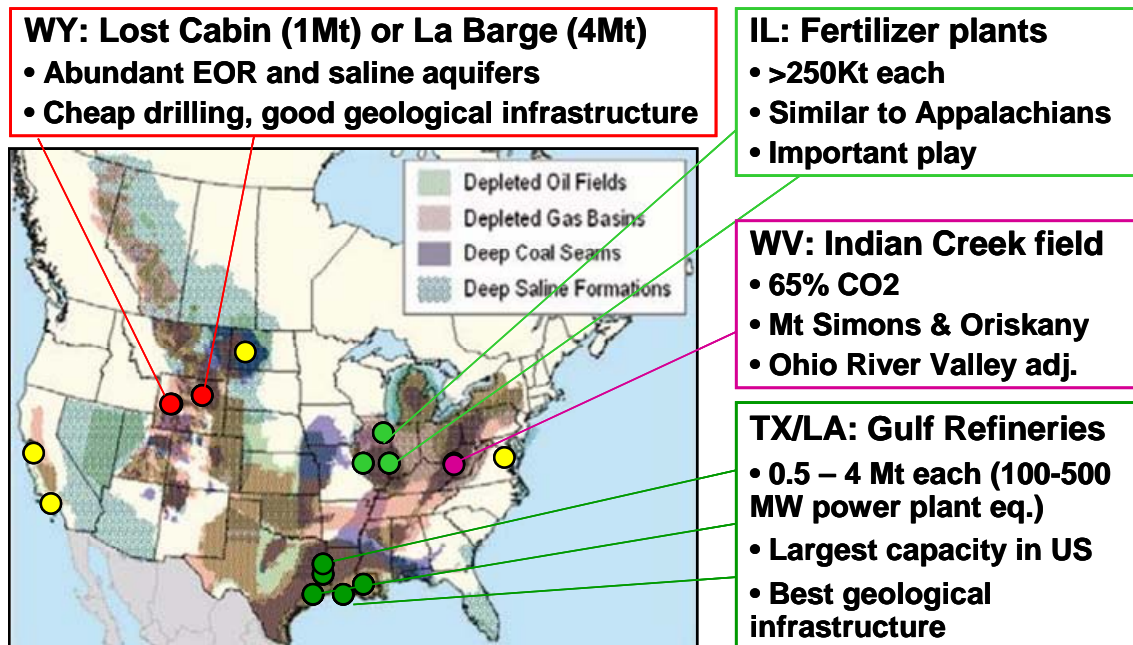 WY: Lost Cabin (1Mt) or La Barge (4Mt)
• Abundant EOR and saline aquifers
• Cheap drilling, good geological infrastructure
IL: Fertilizer plants
• >250Kt each
• Similar to Appalachians
• Important play
Depleted Oil Fields
Depleted Gas Basins
Deep Coal Seams
Deep Saline Formations
WV: Indian Creek field
• 65% CO2
• Mt Simons & Oriskany
• Ohio River Valley adj.
TX/LA: Gulf Refineries
• 0.5 – 4 Mt each (100-500
MW power plant eq.)
• Largest capacity in US
• Best geological
infrastructure